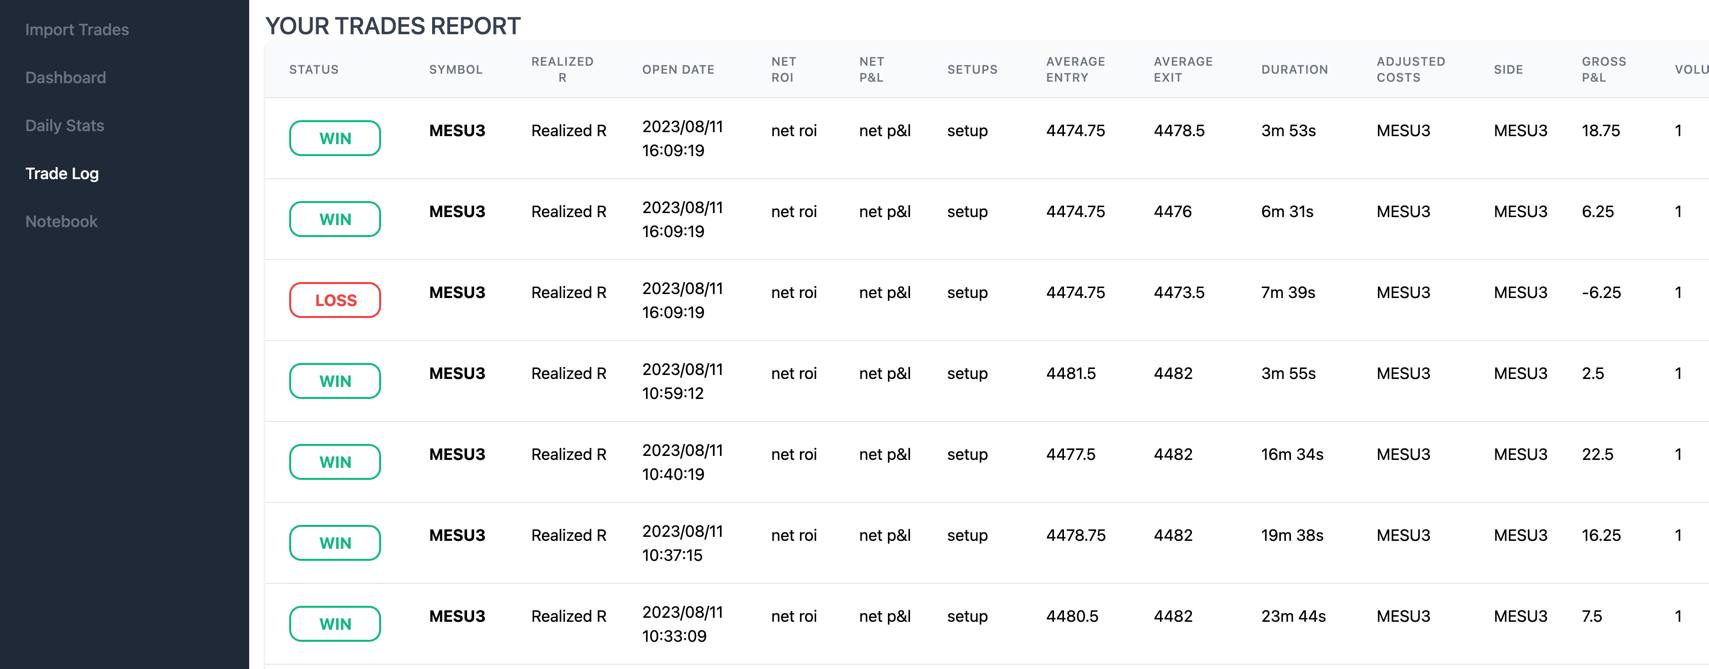 Import Trades
Dashboard
Daily Stats
Trade Log
Notebook
YOUR TRADES REPORT
STATUS SYMBOL REALIZED R OPEN DATE NET ROI NET P&L SETUPS AVERAGE ENTRY AVERAGE EXIT DURATION ADJUSTED COSTS SIDE GROSS P&L VOLU
WIN MESU3 Realized R 2023/08/11 16:09:19 net roi net p&l setup 4474.75 4478.5 3m 53s MESU3 MESU3 18.75 1
WIN MESU3 Realized R 2023/08/11 16:09:19 net roi net p&l setup 4474.75 4476 6m 31s MESU3 MESU3 6.25 1
LOSS MESU3 Realized R 2023/08/11 16:09:19 net roi net p&l setup 4474.75 4473.5 7m 39s MESU3 MESU3 -6.25 1
WIN MESU3 Realized R 2023/08/11 10:59:12 net roi net p&l setup 4481.5 4482 3m 55s MESU3 MESU3 2.5 1
WIN MESU3 Realized R 2023/08/11 10:40:19 net roi net p&l setup 4477.5 4482 16m 34s MESU3 MESU3 22.5 1
WIN MESU3 Realized R 2023/08/11 10:37:15 net roi net p&l setup 4478.75 4482 19m 38s MESU3 MESU3 16.25 1
WIN MESU3 Realized R 2023/08/11 10:33:09 net roi net p&l setup 4480.5 4482 23m 44s MESU3 MESU3 7.5 1